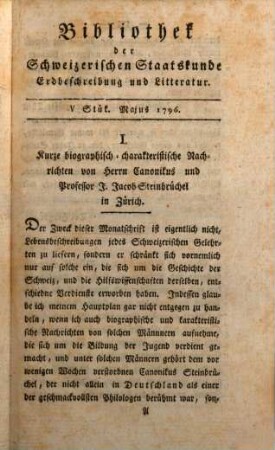 Bibliothek
der
Schweizerischen Staatskunde
Erdbeschreibung und Litteratur.
V Stük. Majus 1796.
I
Kurze biographisch-charakteristische Nach-
richten von Herrn Canonikus und
Professor J. Jacob Steinbrüchel
in Zürich.
Der Zweck dieser Monatschrift ist eigentlich nicht,
Lebensbeschreibungen jedes Schweizerischen Gelehr-
ten zu liefern, sondern er schränkt sich vornemlich
nur auf solche ein, die sich um die Geschichte der
Schweiz, und die Hilfswissenschaften derselben, ent-
schiedne Verdienste erworben haben. Indessen glau-
be ich meinem Hauptplan gar nicht entgegen zu han-
deln, wenn ich auch biographische und karakteristi-
sche Nachrichten von solchen Männnern aufnehme,
die sich um die Bildung der Jugend verdient ge-
macht, und unter solchen Männern gehört dem vor
wenigen Wochen verstorbnen Canonikus Steinbrü-
chel, der nicht allein in Deutschland als einer
der geschmackvollsten Philologen berühmt war, son-
A